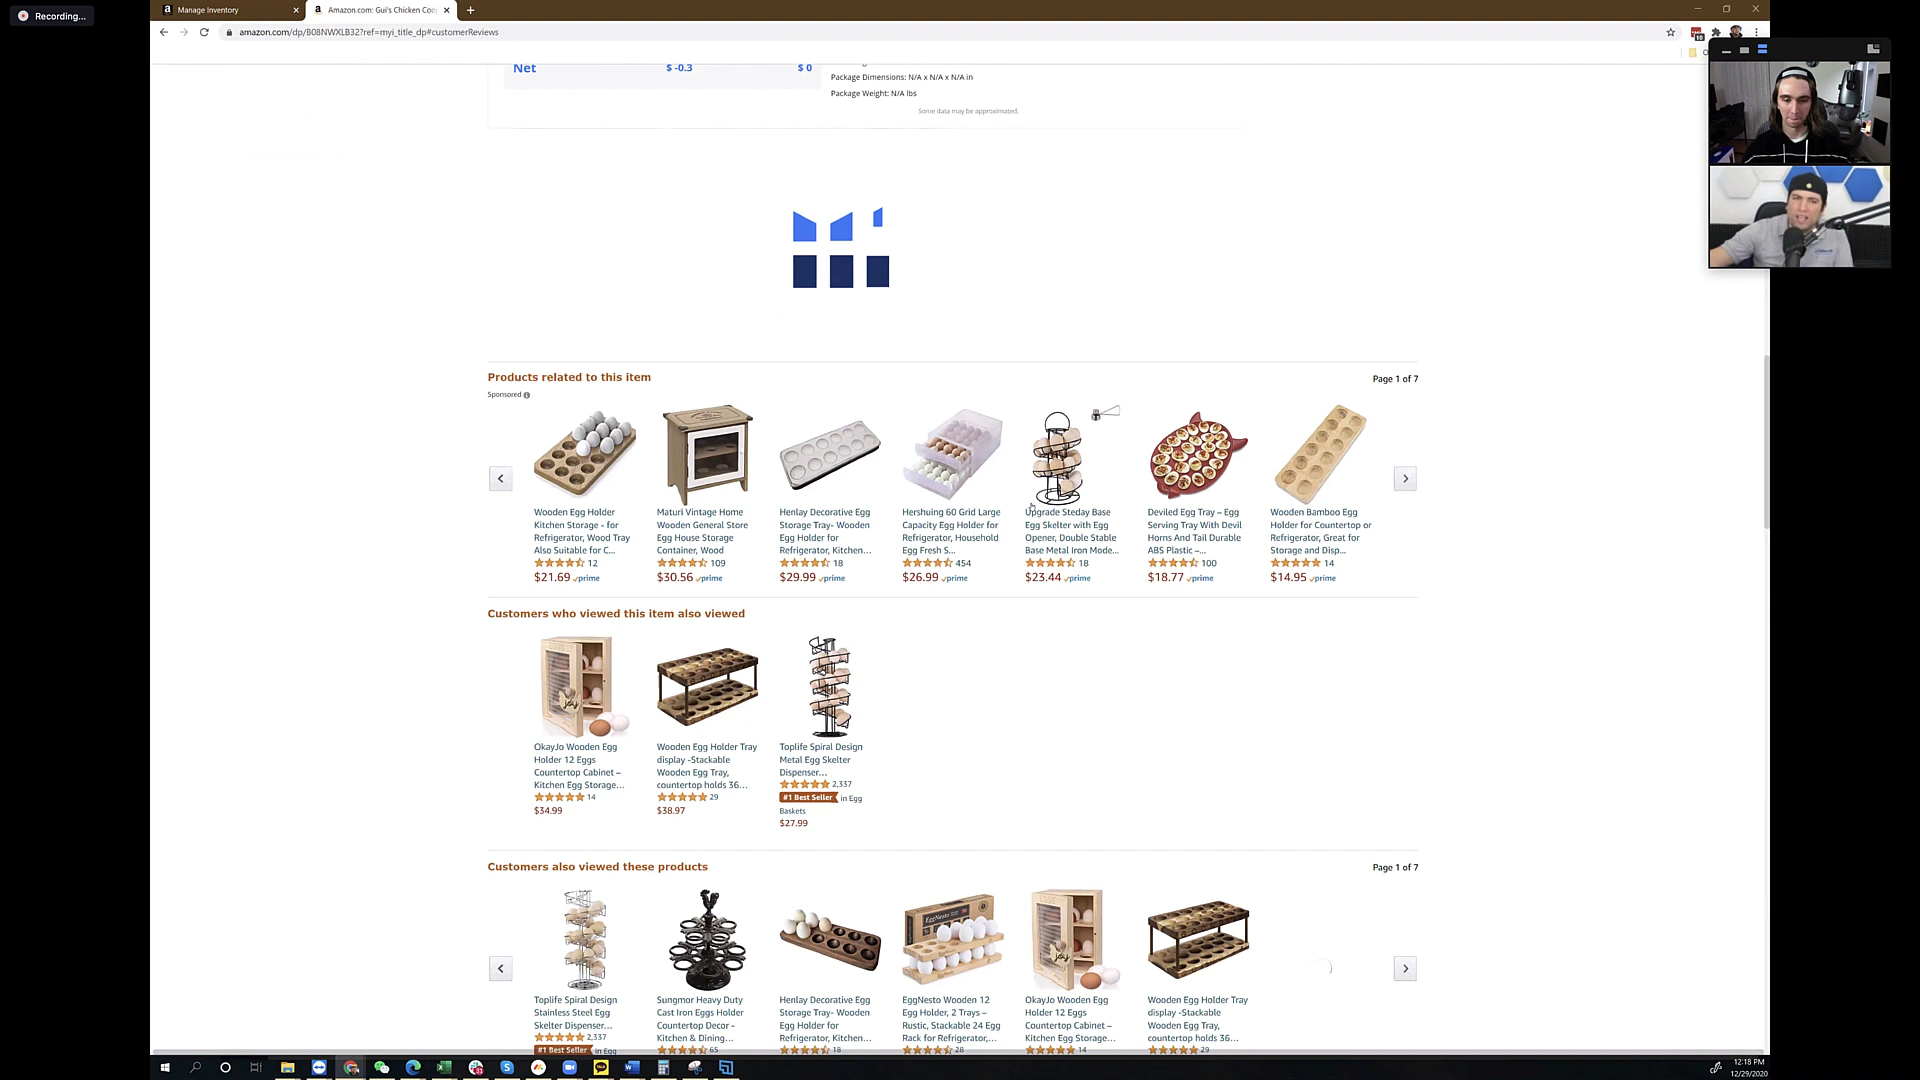 Recording...
Manage Inventory
Amazon.com: Gui's Chicken Coo
amazon.com/dp/B08NWXLB32?ref=myi_title_dp#customerReviews
Net $ -0.3 $ 0
Package Dimensions: N/A x N/A x N/A in
Package Weight: N/A lbs
Some data may be approximated.
Products related to this item
Page 1 of 7
Sponsored
Wooden Egg Holder
Kitchen Storage - for
Refrigerator, Wood Tray
Also Suitable for C...
12
$21.69 prime
Maturi Vintage Home
Wooden General Store
Egg House Storage
Container, Wood
109
$30.56 prime
Henlay Decorative Egg
Storage Tray- Wooden
Egg Holder for
Refrigerator, Kitchen...
18
$29.99 prime
Hershuing 60 Grid Large
Capacity Egg Holder for
Refrigerator, Household
Egg Fresh S...
454
$26.99 prime
Upgrade Steday Base
Egg Skelter with Egg
Opener, Double Stable
Base Metal Iron Mode...
18
$23.44 prime
Deviled Egg Tray – Egg
Serving Tray With Devil
Horns And Tail Durable
ABS Plastic –...
100
$18.77 prime
Wooden Bamboo Egg
Holder for Countertop or
Refrigerator, Great for
Storage and Disp...
14
$14.95 prime
Customers who viewed this item also viewed
OkayJo Wooden Egg
Holder 12 Eggs
Countertop Cabinet –
Kitchen Egg Storage...
14
$34.99
Wooden Egg Holder Tray
display -Stackable
Wooden Egg Tray,
countertop holds 36...
29
$38.97
Toplife Spiral Design
Metal Egg Skelter
Dispenser...
2,337
#1 Best Seller in Egg
Baskets
$27.99
Customers also viewed these products
Page 1 of 7
Toplife Spiral Design
Stainless Steel Egg
Skelter Dispenser...
2,337
#1 Best Seller in Egg
Sungmor Heavy Duty
Cast Iron Eggs Holder
Countertop Decor -
Kitchen & Dining...
65
Henlay Decorative Egg
Storage Tray- Wooden
Egg Holder for
Refrigerator, Kitchen...
18
EggNesto Wooden 12
Egg Holder, 2 Trays –
Rustic, Stackable 24 Egg
Rack for Refrigerator,...
28
OkayJo Wooden Egg
Holder 12 Eggs
Countertop Cabinet –
Kitchen Egg Storage...
14
Wooden Egg Holder Tray
display -Stackable
Wooden Egg Tray,
countertop holds 36...
29
12:18 PM
12/29/2020